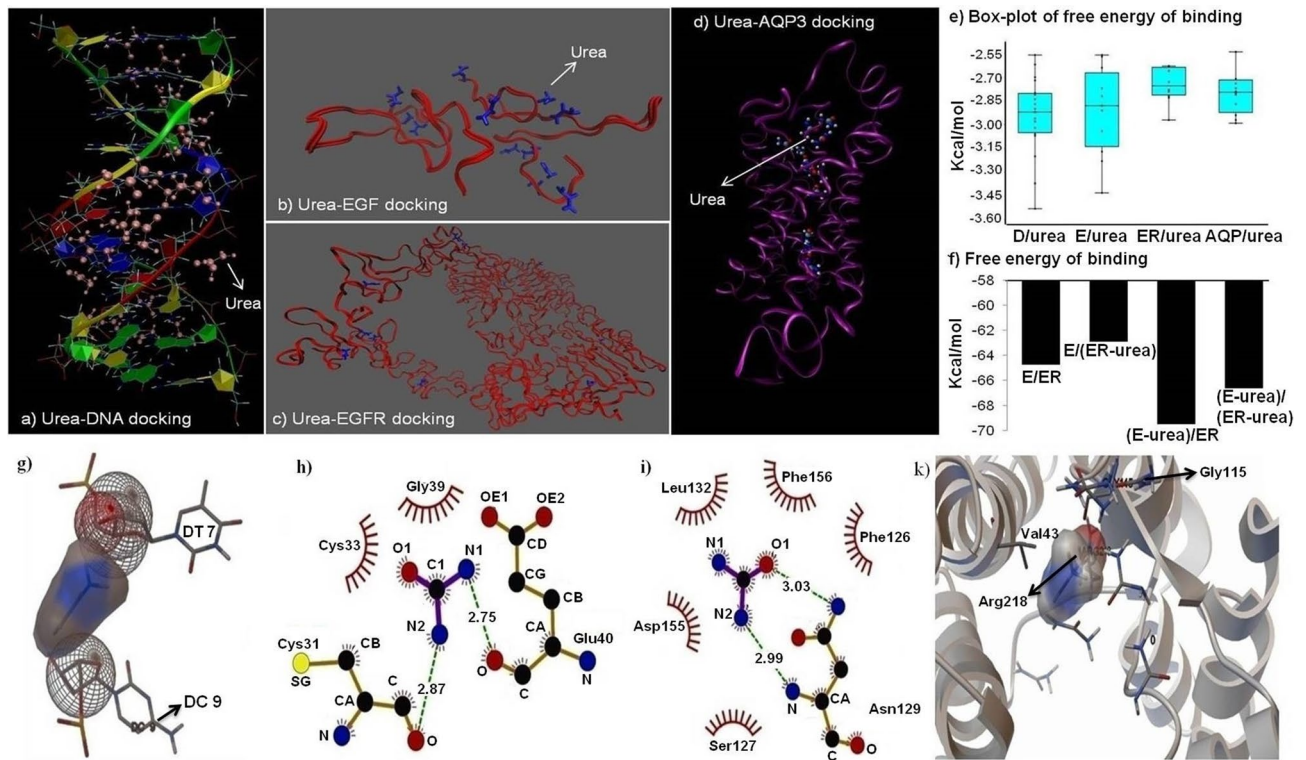 Urea
a) Urea-DNA docking
Urea
b) Urea-EGF docking
c) Urea-EGFR docking
d) Urea-AQP3 docking
Urea
e) Box-plot of free energy of binding
Kcal/mol
-2.55
-2.70
-2.85
-3.00
-3.15
-3.30
-3.45
-3.60
D/urea E/urea ER/urea AQP/urea
f) Free energy of binding
Kcal/mol
-58
-60
-62
-64
-66
-68
-70
E/ER
E/(ER-urea)
(E-urea)/ER
(E-urea)/
(ER-urea)
g)
DT 7
DC 9
h)
Gly39
OE1 OE2
Cys33
O1 C1 N1
CD
CG
CB
N2
2.75
CA
Glu40
Cys31
CB
SG
O
C
N
2.87
CA
C
N
O
i)
Phe156
Leu132
N1
O1
Phe126
3.03
N2
Asp155
2.99
N
CA
Asn129
Ser127
C
O
k)
Gly115
Val43
Arg218